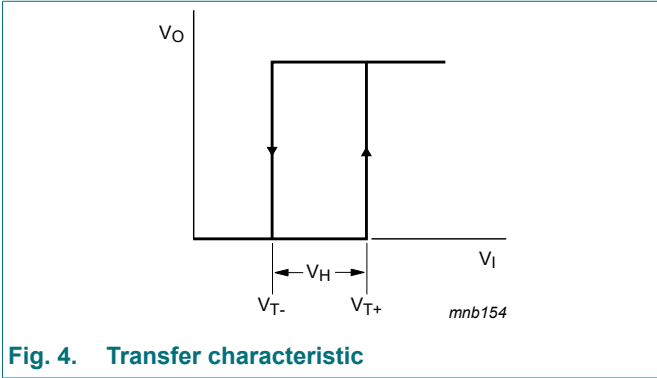 VO
VI
VH
VT-
VT+
mnb154
Fig. 4. Transfer characteristic